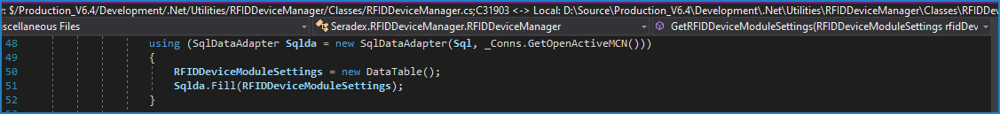 r: $/Production_V6.4/Development/.Net/Utilities/RFIDDeviceManager/Classes/RFIDDeviceManager.cs;C31903 <-> Local: D:\Source\Production_V6.4\Development\.Net\Utilities\RFIDDeviceManager\Classes\RFIDDev
iscellaneous Files Seradex.RFIDDeviceManager.RFIDDeviceManager GetRFIDDeviceModuleSettings(RFIDDeviceModuleSettings rfidDev
48 using (SqlDataAdapter Sqlda = new SqlDataAdapter(Sql, _Conns.GetOpenActiveMCN()))
49 {
50 RFIDDeviceModuleSettings = new DataTable();
51 Sqlda.Fill(RFIDDeviceModuleSettings);
52 }